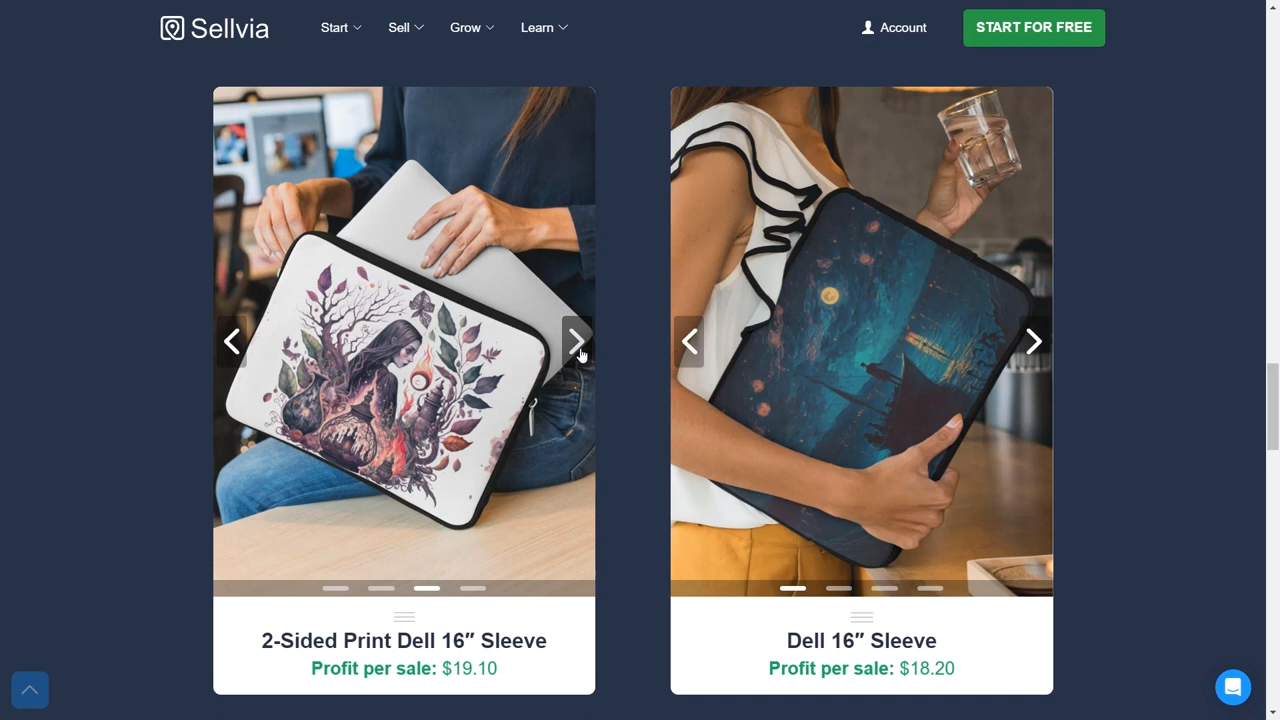 Sellvia
Start
Sell
Grow
Learn
Account
START FOR FREE
2-Sided Print Dell 16″ Sleeve
Profit per sale: $19.10
Dell 16″ Sleeve
Profit per sale: $18.20